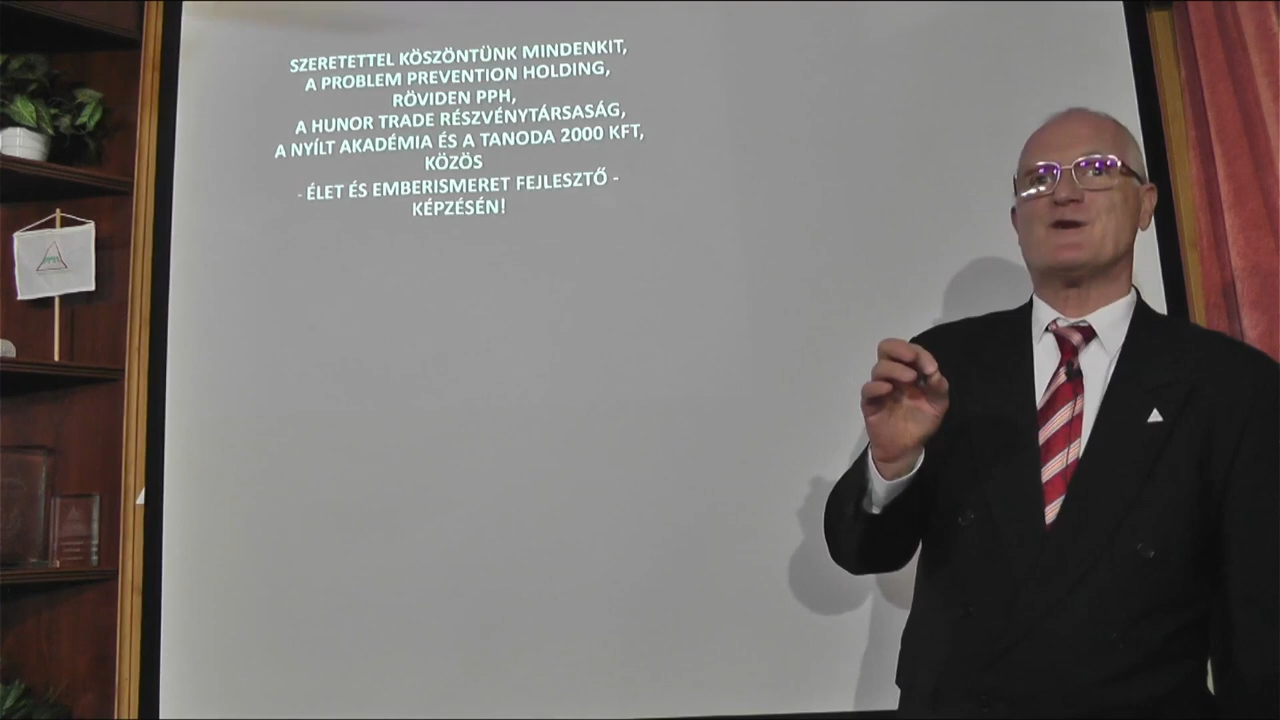 SZERETETTEL KÖSZÖNTÜNK MINDENKIT,
A PROBLEM PREVENTION HOLDING,
RÖVIDEN PPH,
A HUNOR TRADE RÉSZVÉNYTÁRSASÁG,
A NYÍLT AKADÉMIA ÉS A TANODA 2000 KFT,
KÖZÖS
- ÉLET ÉS EMBERISMERET FEJLESZTŐ -
KÉPZÉSÉN!